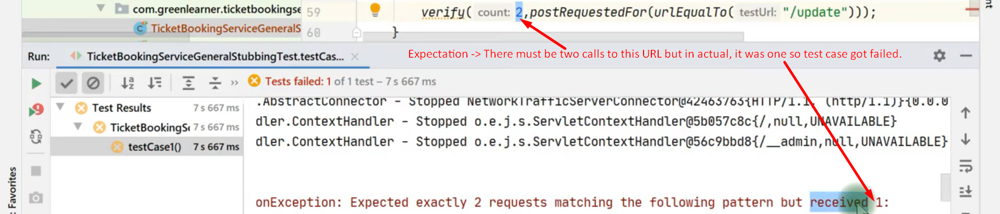 com.greenlearner.ticketbookingse
59 verify( count: 2,postRequestedFor(urlEqualTo( testUrl: "/update")));
TicketBookingServiceGeneralS
60 }
Run: TicketBookingServiceGeneralStubbingTest.testCas...
Expectation -> There must be two calls to this URL but in actual, it was one so test case got failed.
Tests failed: 1 of 1 test – 7 s 667 ms
.AbstractConnector - Stopped NetworkTrafficServerConnector@42463763{HTTP/1.1, (http/1.1)}{0.0.0
Test Results 7 s 667 ms
dler.ContextHandler - Stopped o.e.j.s.ServletContextHandler@5b057c8c{/,null,UNAVAILABLE}
TicketBookingSe 7 s 667 ms
dler.ContextHandler - Stopped o.e.j.s.ServletContextHandler@56c9bbd8{/__admin,null,UNAVAILABLE}
testCase1() 7 s 667 ms
onException: Expected exactly 2 requests matching the following pattern but received 1:
: Favorites
nt